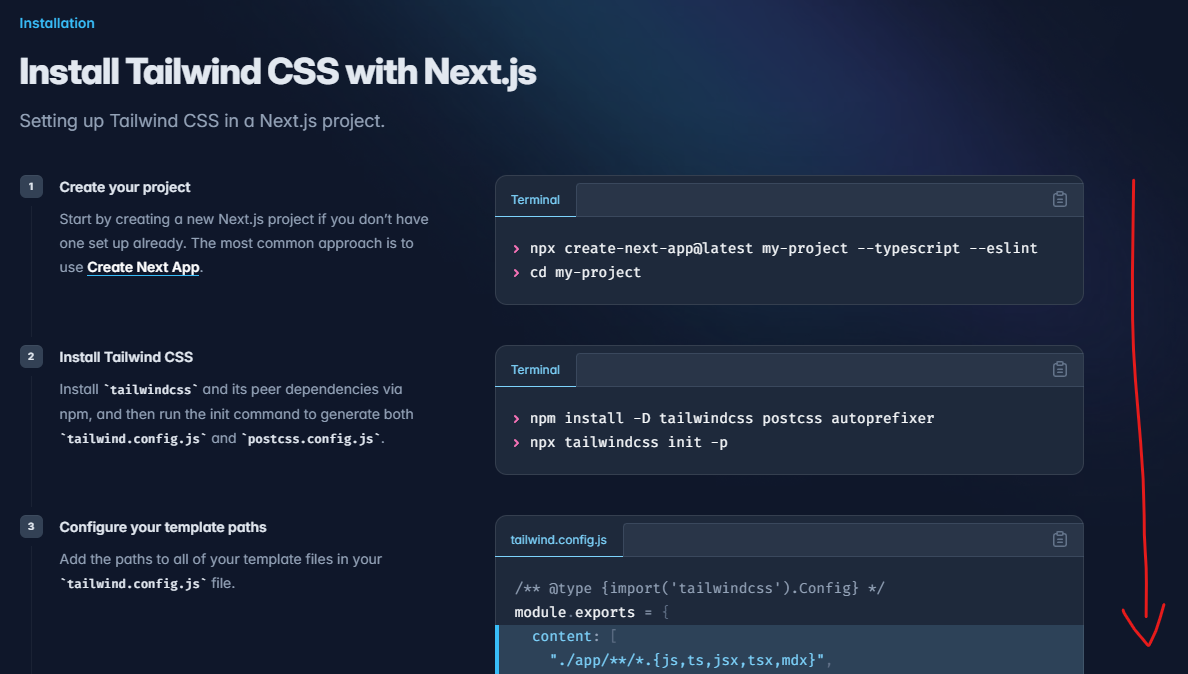 Installation
Install Tailwind CSS with Next.js
Setting up Tailwind CSS in a Next.js project.
1
Create your project
Start by creating a new Next.js project if you don’t have
one set up already. The most common approach is to
use Create Next App.
Terminal
> npx create-next-app@latest my-project --typescript --eslint
> cd my-project
2
Install Tailwind CSS
Install `tailwindcss` and its peer dependencies via
npm, and then run the init command to generate both
`tailwind.config.js` and `postcss.config.js`.
Terminal
> npm install -D tailwindcss postcss autoprefixer
> npx tailwindcss init -p
3
Configure your template paths
Add the paths to all of your template files in your
`tailwind.config.js` file.
tailwind.config.js
/** @type {import('tailwindcss').Config} */
module.exports = {
content: [
"./app/**/*.{js,ts,jsx,tsx,mdx}",